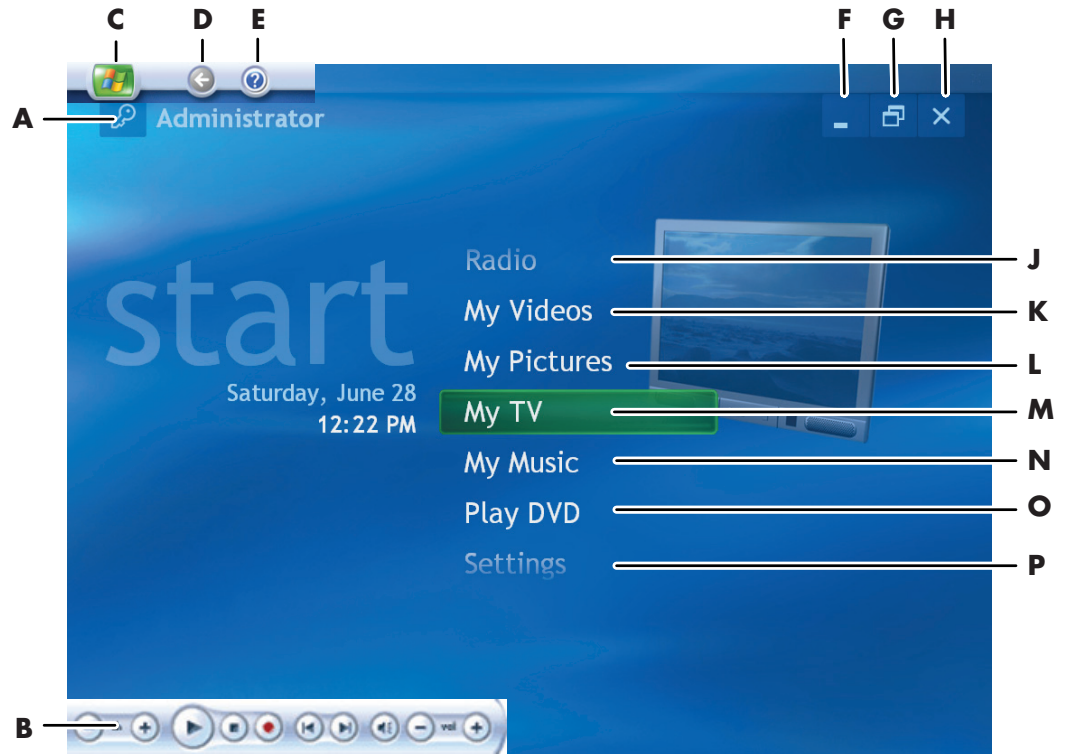 C D E F G H
A Administrator
start
Radio J
My Videos K
My Pictures L
Saturday, June 28
My TV M
12:22 PM
My Music N
Play DVD O
Settings P
B vol